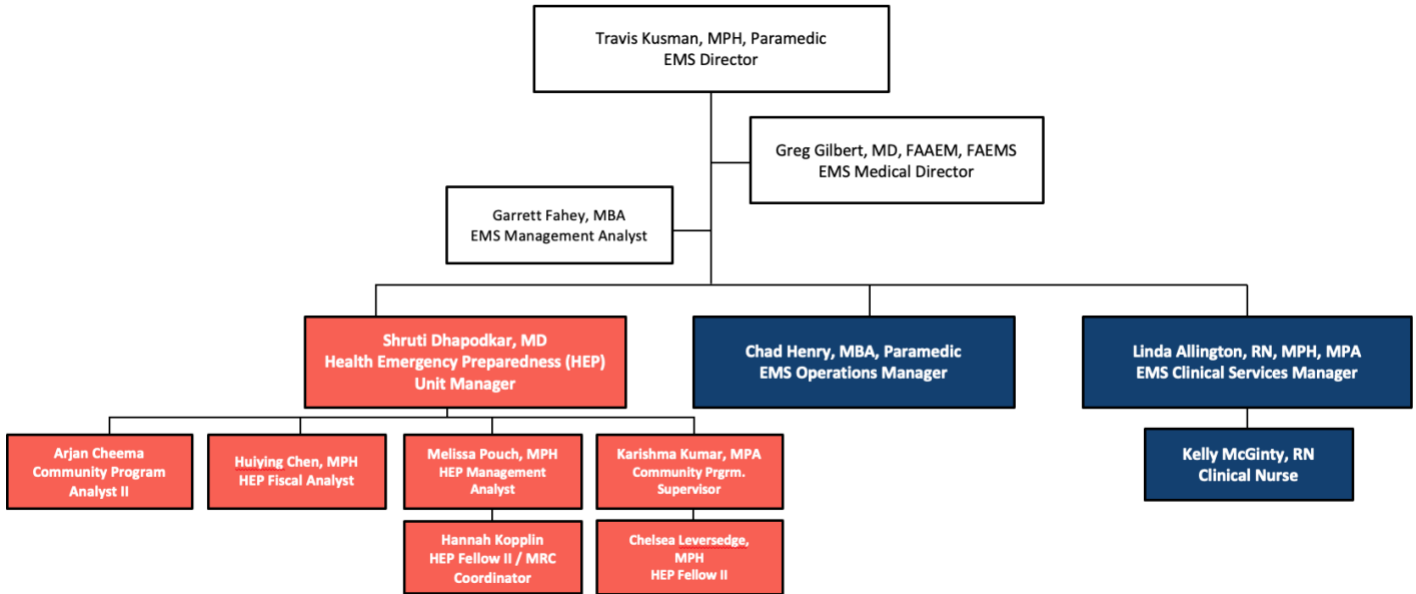 Travis Kusman, MPH, Paramedic
EMS Director
Greg Gilbert, MD, FAAEM, FAEMS
EMS Medical Director
Garrett Fahey, MBA
EMS Management Analyst
Shruti Dhapodkar, MD
Health Emergency Preparedness (HEP)
Unit Manager
Chad Henry, MBA, Paramedic
EMS Operations Manager
Linda Allington, RN, MPH, MPA
EMS Clinical Services Manager
Arjan Cheema
Community Program
Analyst II
Huiying Chen, MPH
HEP Fiscal Analyst
Melissa Pouch, MPH
HEP Management
Analyst
Karishma Kumar, MPA
Community Prgrm.
Supervisor
Kelly McGinty, RN
Clinical Nurse
Hannah Kopplin
HEP Fellow II / MRC
Coordinator
Chelsea Leversedge,
MPH
HEP Fellow II